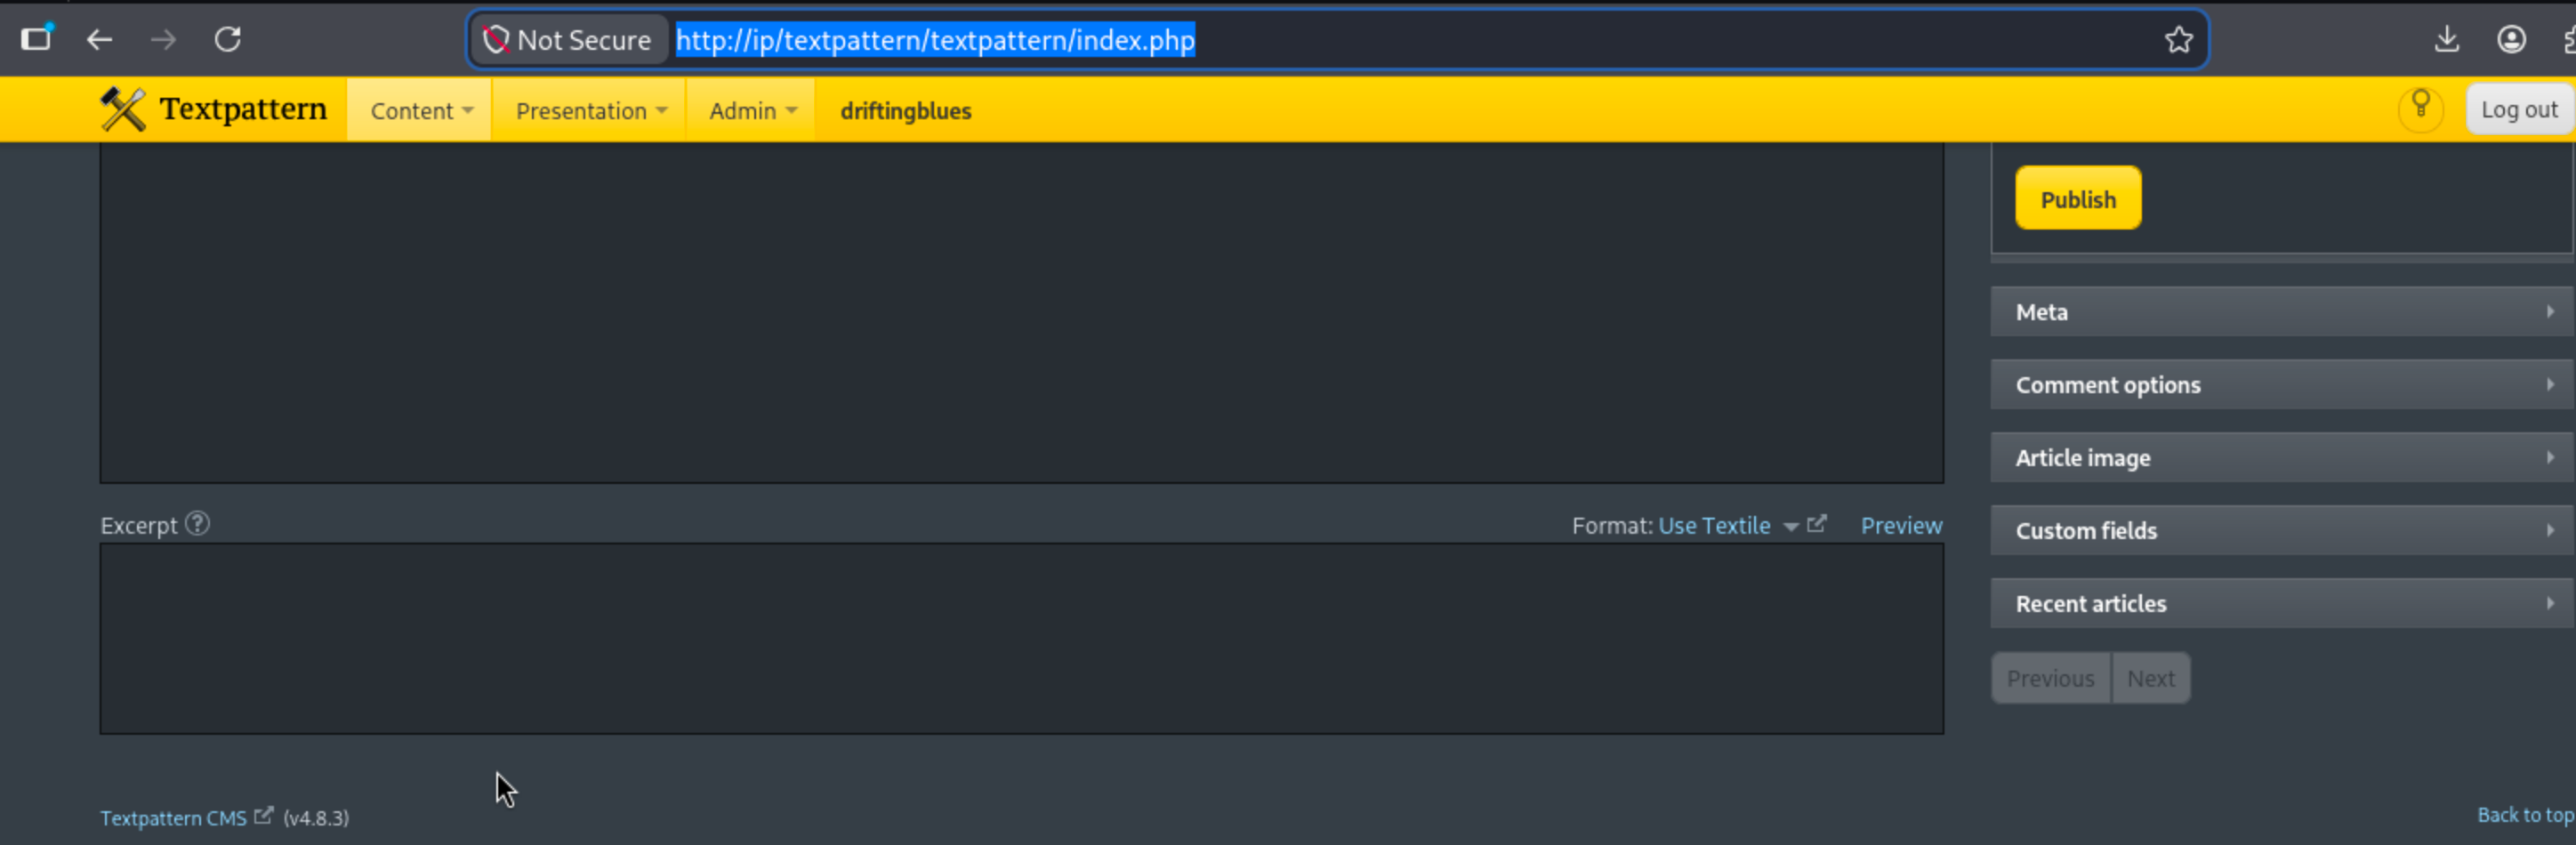 Not Secure http://ip/textpattern/textpattern/index.php
Textpattern Content Presentation Admin driftingblues Log out
Publish
Meta
Comment options
Article image
Excerpt ? Format: Use Textile Preview
Custom fields
Recent articles
Previous Next
Textpattern CMS (v4.8.3) Back to top